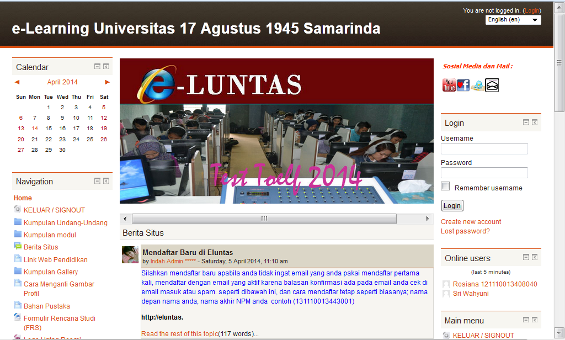 You are not logged in. (Login)
English (en)
e-Learning Universitas 17 Agustus 1945 Samarinda
Calendar
April 2014
Sun Mon Tue Wed Thu Fri Sat
1 2 3 4 5
6 7 8 9 10 11 12
13 14 15 16 17 18 19
20 21 22 23 24 25 26
27 28 29 30
Navigation
Home
KELUAR / SIGNOUT
Kumpulan Undang-Undang
Kumpulan modul
Berita Situs
Link Web Pendidikan
Kumpulan Gallery
Cara Menganti Gambar
Profil
Bahan Pustaka
Formulir Rencana Studi
(FRS)
e-LUNTAS
Test Toelf 2014
Berita Situs
Mendaftar Baru di Eluntas
by Indah Admin ***** - Saturday, 5 April 2014, 11:10 am
Silahkan mendaftar baru apabila anda tidak ingat email yang anda pakai mendaftar pertama
kali, mendaftar dengan email yang aktif karena balasan konfirmasi ada pada email anda cek di
email masuk atau spam. seperti dibawah ini, dan cara mendaftar tetap seperti biasanya; nama
depan nama anda, nama akhir NPM anda. contoh (131110013443001)
http://eluntas.
Read the rest of this topic(117 words)...
Sosial Media dan Mail :
Login
Username
Password
Remember username
Login
Create new account
Lost password?
Online users
(last 5 minutes)
Rosiana 121110013408040
Sri Wahyuni
Main menu
KELUAR / SIGNOUT